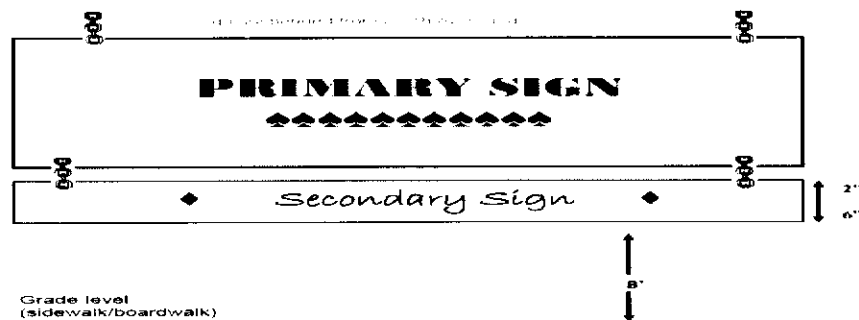 PRIMARY SIGN
Secondary Sign
2"
6"
8'
Grade level
(sidewalk/boardwalk)